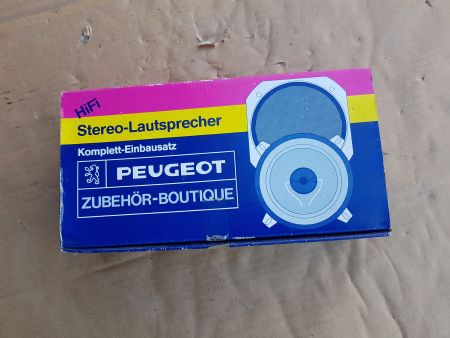 HiFi
Stereo-Lautsprecher
Komplett-Einbausatz
PEUGEOT
ZUBEHÖR-BOUTIQUE